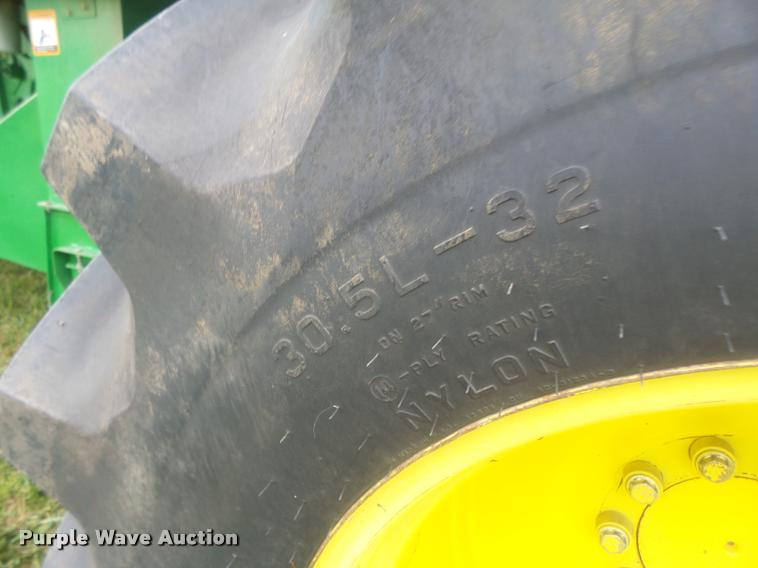 30.5L-32
ON 27" RIM
-PLY RATING
NYLON
Purple Wave Auction